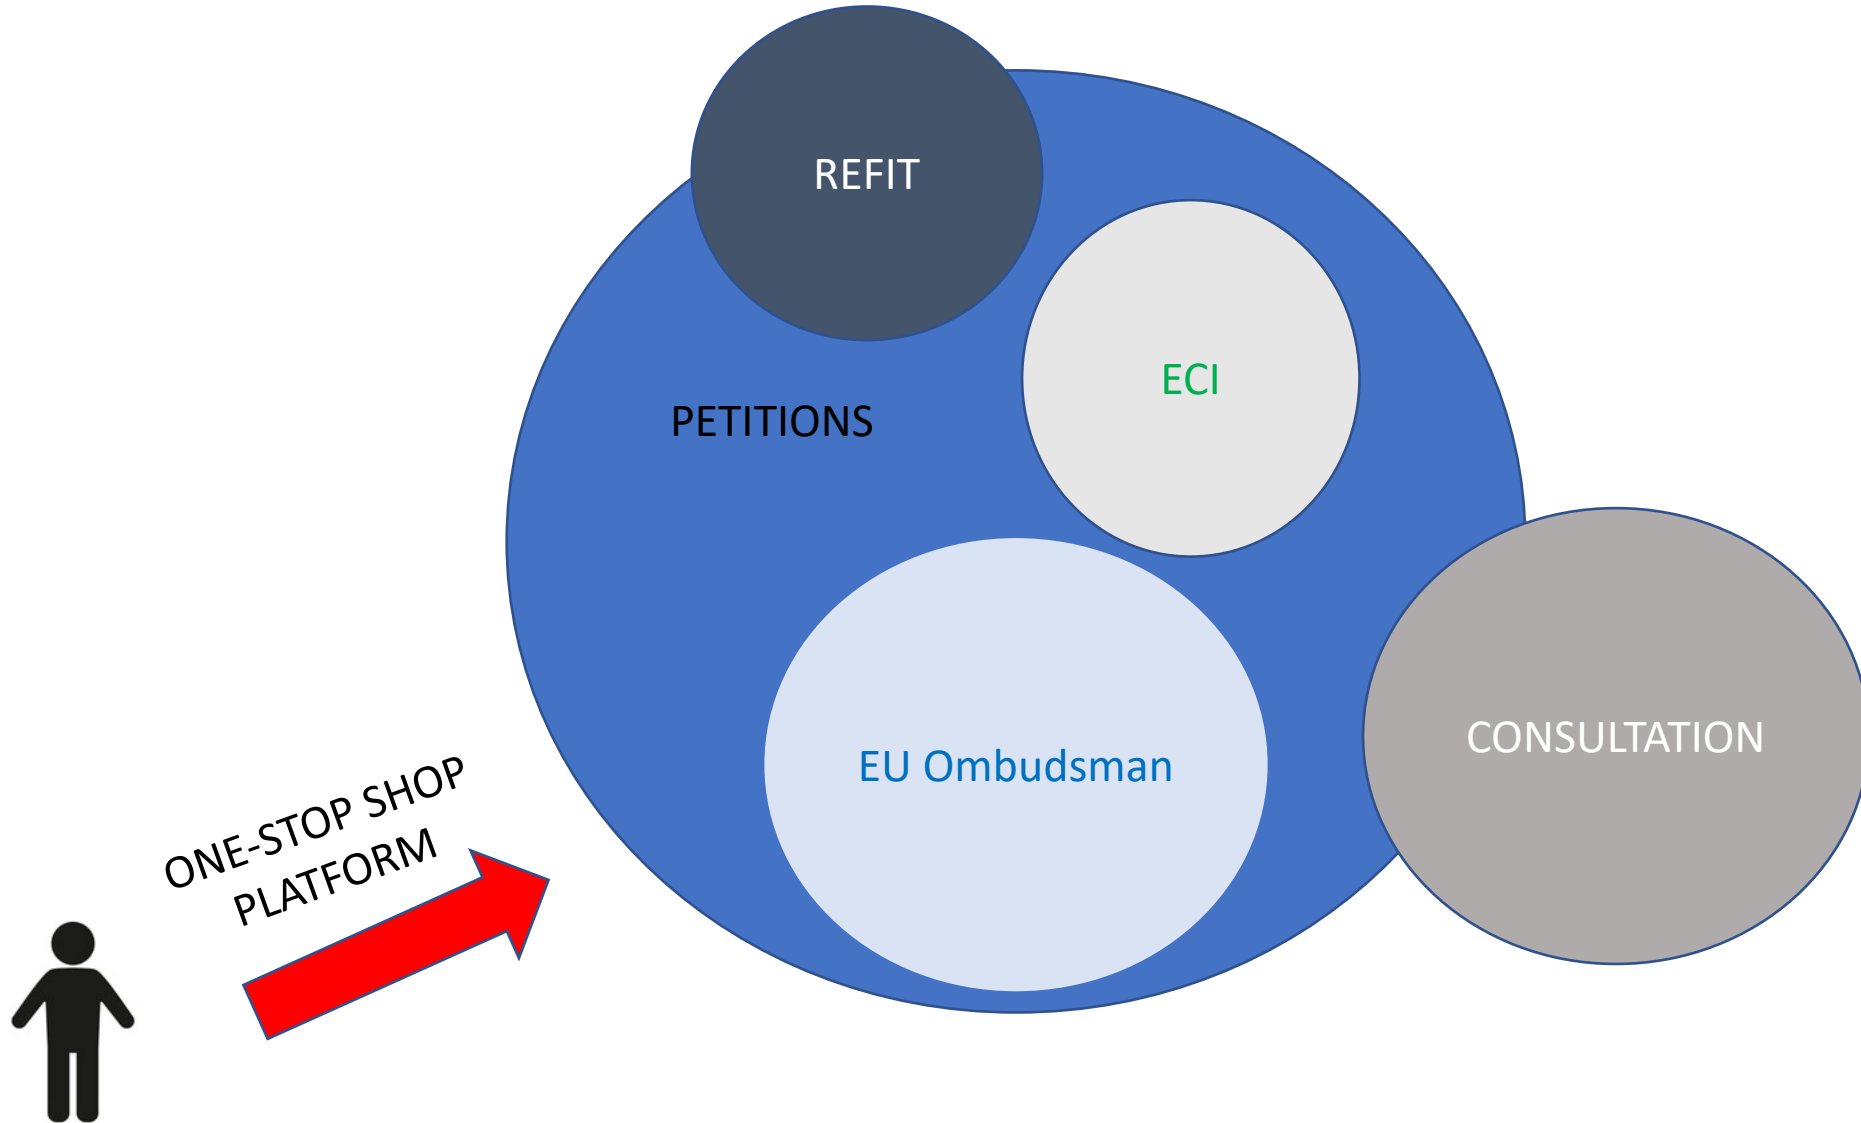 REFIT
ECI
PETITIONS
EU Ombudsman
CONSULTATION
ONE-STOP SHOP
PLATFORM